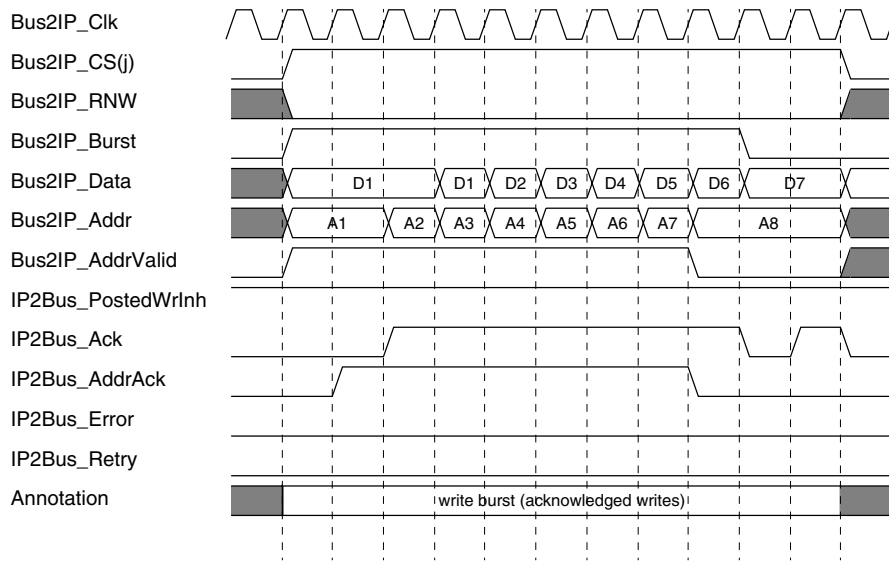 Bus2IP_Clk
Bus2IP_CS(j)
Bus2IP_RNW
Bus2IP_Burst
Bus2IP_Data D1 D1 D2 D3 D4 D5 D6 D7
Bus2IP_Addr A1 A2 A3 A4 A5 A6 A7 A8
Bus2IP_AddrValid
IP2Bus_PostedWrInh
IP2Bus_Ack
IP2Bus_AddrAck
IP2Bus_Error
IP2Bus_Retry
Annotation write burst (acknowledged writes)